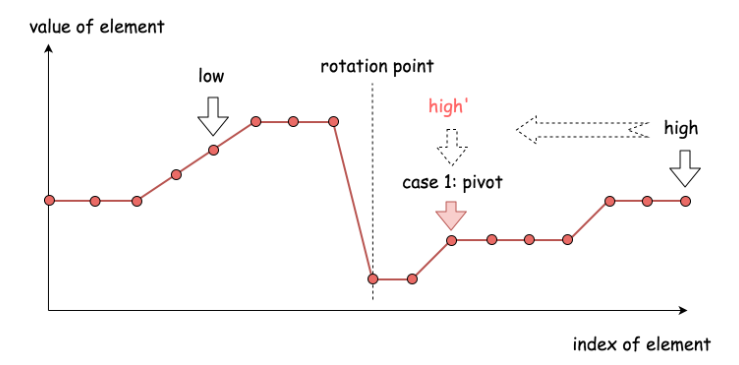 value of element
low
rotation point
high'
high
case 1: pivot
index of element